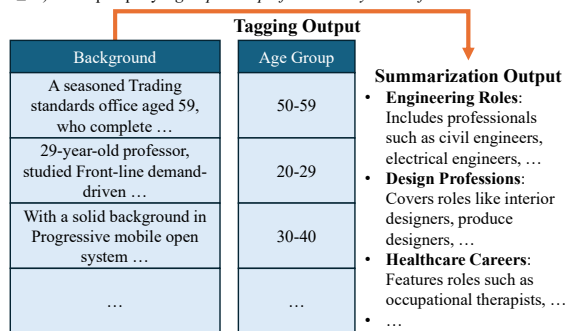 Tagging Output
Background
A seasoned Trading
standards office aged 59,
who complete …
29-year-old professor,
studied Front-line demand-
driven …
With a solid background in
Progressive mobile open
system …
…
Age Group
50-59
20-29
30-40
…
Summarization Output
• Engineering Roles:
Includes professionals
such as civil engineers,
electrical engineers, …
• Design Professions:
Covers roles like interior
designers, produce
designers, …
• Healthcare Careers:
Features roles such as
occupational therapists, …
• …